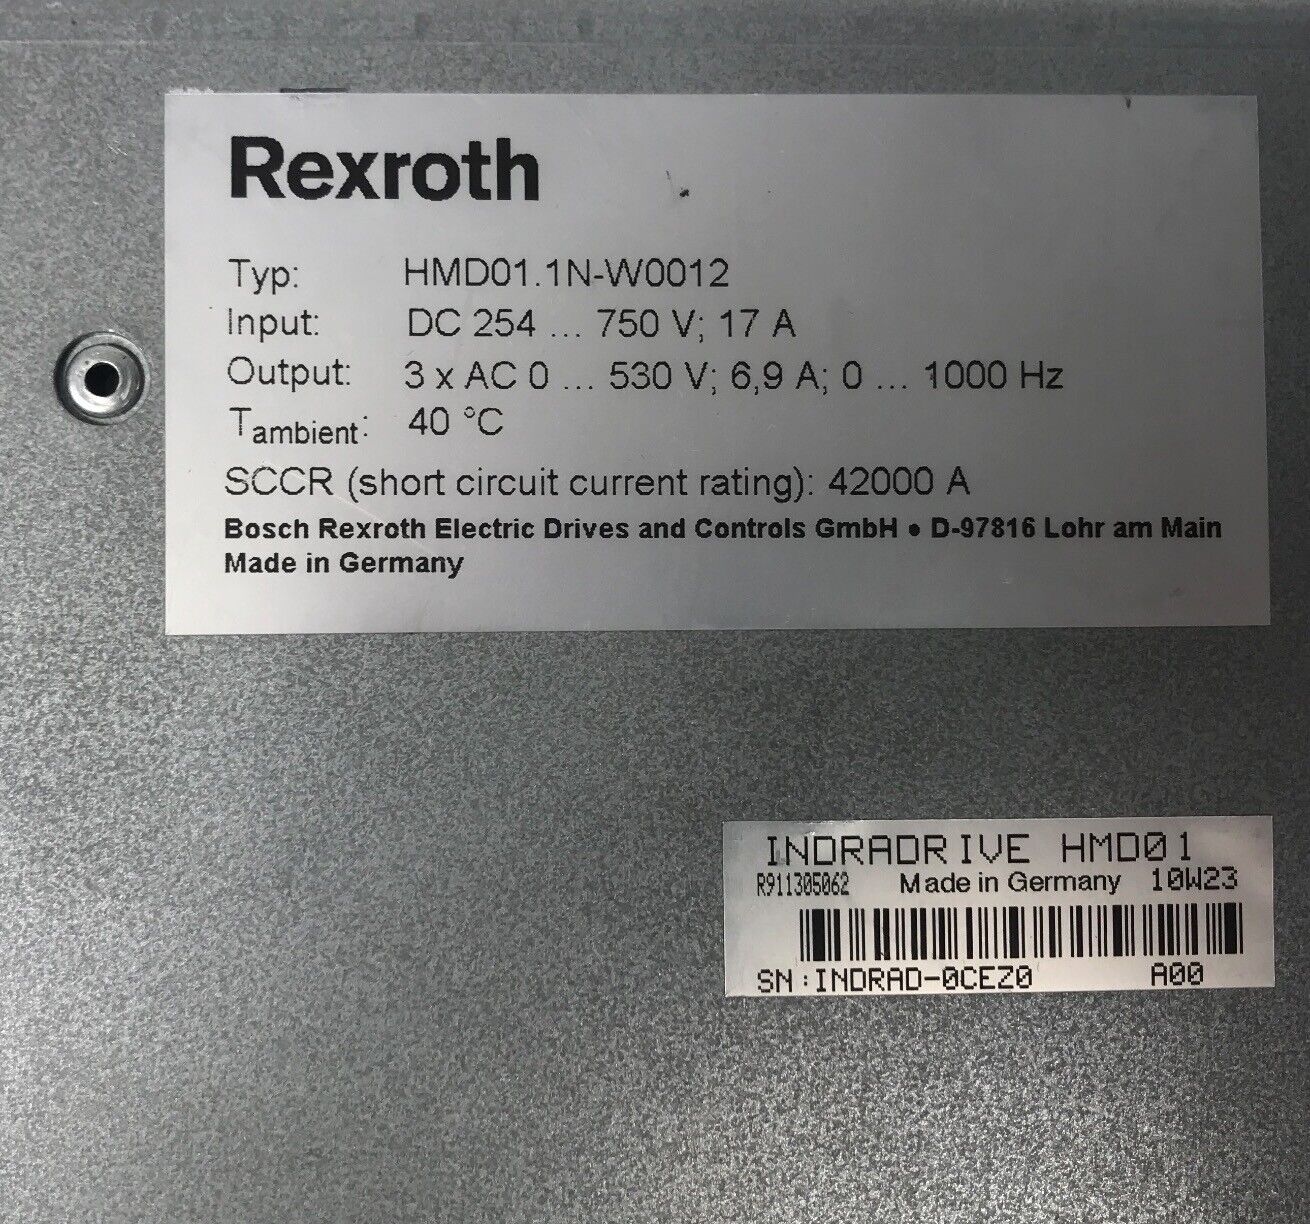 Rexroth
Typ: HMD01.1N-W0012
Input: DC 254 ... 750 V; 17 A
Output: 3 x AC 0 ... 530 V; 6,9 A; 0 ... 1000 Hz
Tambient: 40 °C
SCCR (short circuit current rating): 42000 A
Bosch Rexroth Electric Drives and Controls GmbH • D-97816 Lohr am Main
Made in Germany
INDRADRIVE HMD01
R911305062 Made in Germany 10W23
SN:INDRAD-0CEZ0 A00